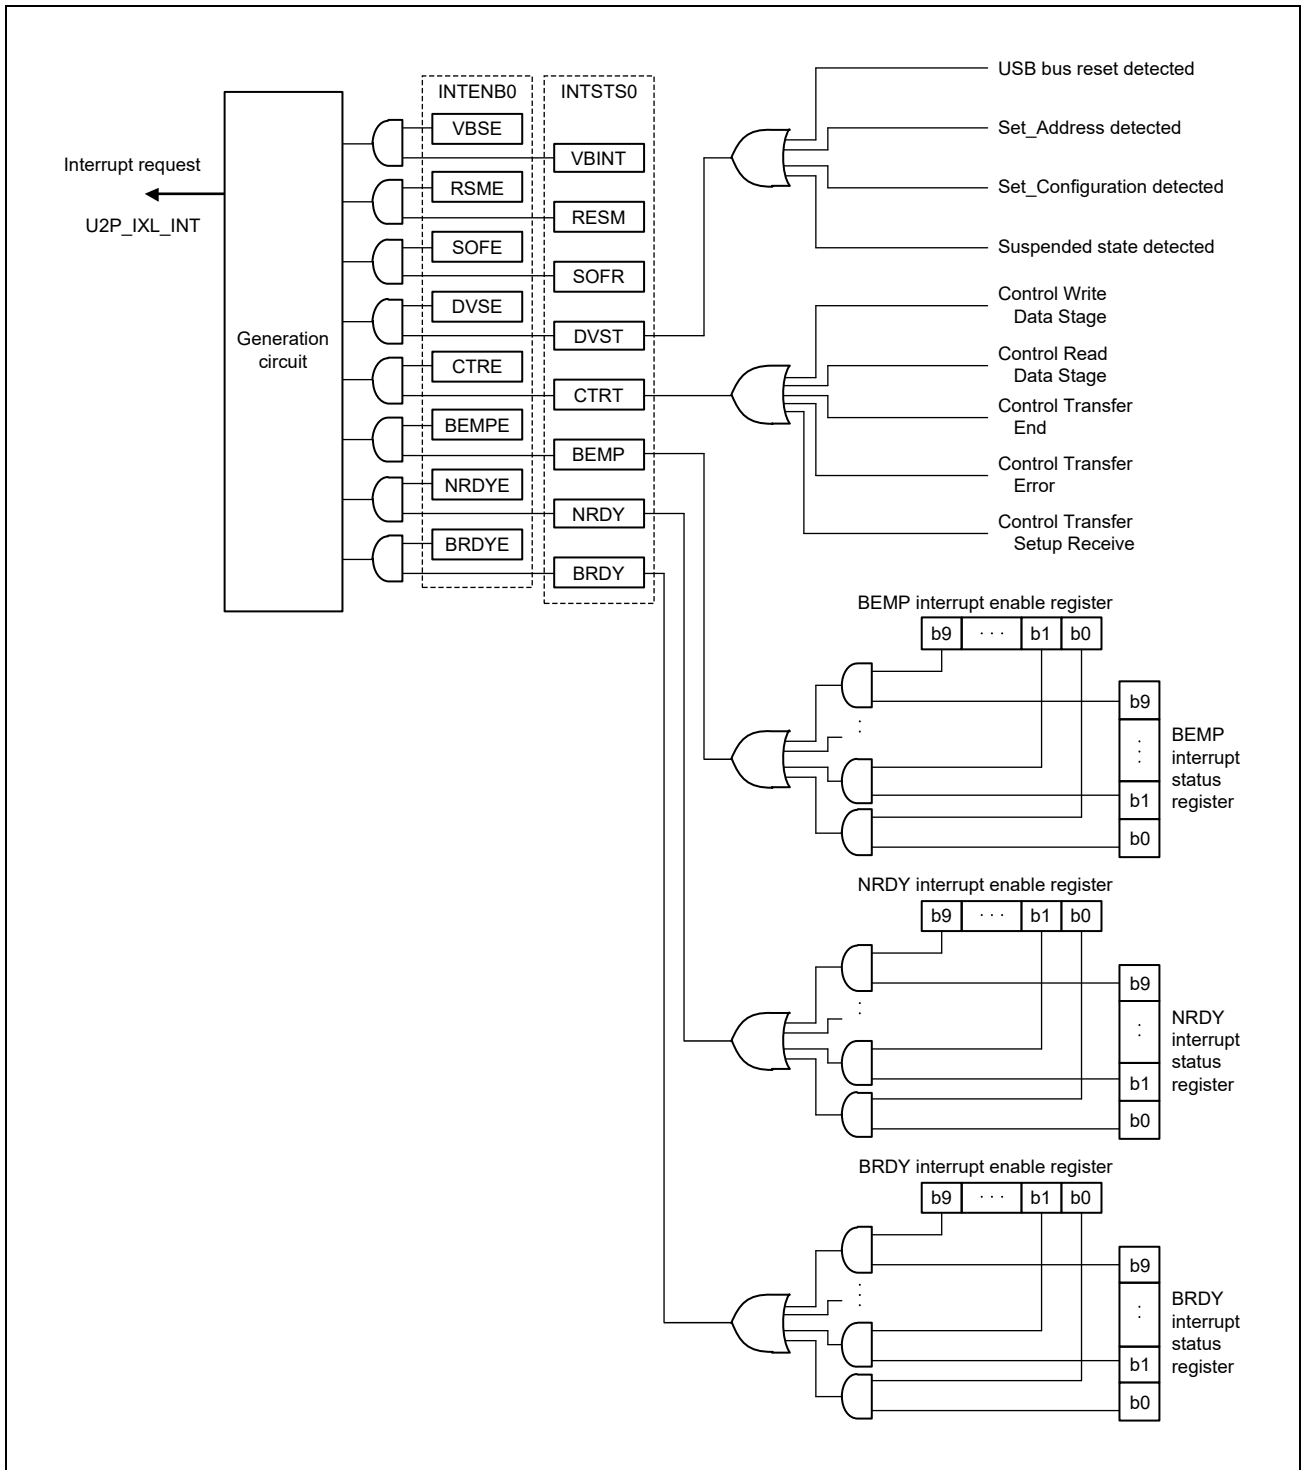 USB bus reset detected
INTENB0
INTSTS0
VBSE
Set_Address detected
VBINT
Interrupt request
RSME
Set_Configuration detected
RESM
U2P_IXL_INT
SOFE
Suspended state detected
SOFR
DVSE
Control Write
Data Stage
Generation
circuit
DVST
CTRE
Control Read
Data Stage
CTRT
Control Transfer
End
BEMPE
BEMP
Control Transfer
Error
NRDYE
NRDY
Control Transfer
Setup Receive
BRDYE
BRDY
BEMP interrupt enable register
b9 · · · b1 b0
b9
BEMP
interrupt
status
register
b1
b0
NRDY interrupt enable register
b9 · · · b1 b0
b9
NRDY
interrupt
status
register
b1
b0
BRDY interrupt enable register
b9 · · · b1 b0
b9
BRDY
interrupt
status
register
b1
b0